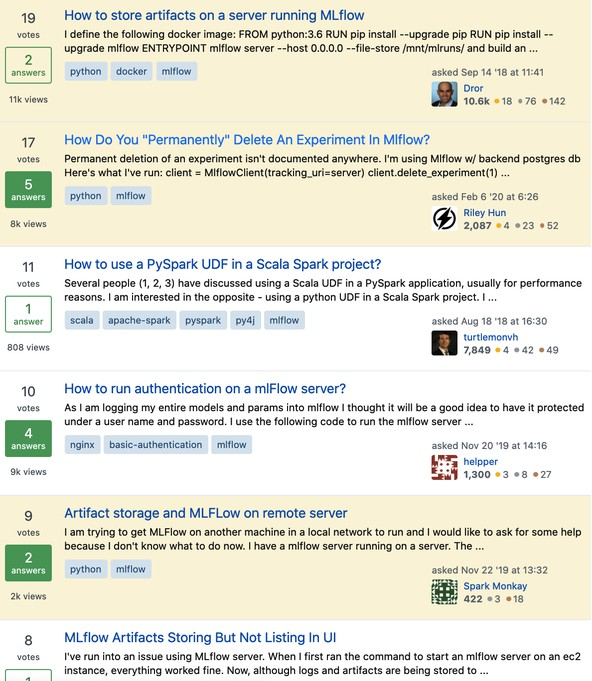 19
votes
2
answers
11k views
How to store artifacts on a server running MLflow
I define the following docker image: FROM python:3.6 RUN pip install --upgrade pip RUN pip install --
upgrade mlflow ENTRYPOINT mlflow server --host 0.0.0.0 --file-store /mnt/mlruns/ and build an ...
python docker mlflow
asked Sep 14 '18 at 11:41
Dror
10.6k 18 76 142
17
votes
5
answers
8k views
How Do You "Permanently" Delete An Experiment In Mlflow?
Permanent deletion of an experiment isn't documented anywhere. I'm using Mlflow w/ backend postgres db
Here's what I've run: client = MlflowClient(tracking_uri=server) client.delete_experiment(1) ...
python mlflow
asked Feb 6 '20 at 6:26
Riley Hun
2,087 4 23 52
11
votes
1
answer
808 views
How to use a PySpark UDF in a Scala Spark project?
Several people (1, 2, 3) have discussed using a Scala UDF in a PySpark application, usually for performance
reasons. I am interested in the opposite - using a python UDF in a Scala Spark project. I ...
scala apache-spark pyspark py4j mlflow
asked Aug 18 '18 at 16:30
turtlemonvh
7,849 4 42 49
10
votes
4
answers
9k views
How to run authentication on a mlFlow server?
As I am logging my entire models and params into mlflow I thought it will be a good idea to have it protected
under a user name and password. I use the following code to run the mlflow server ...
nginx basic-authentication mlflow
asked Nov 20 '19 at 14:16
helpper
1,300 3 8 27
9
votes
2
answers
2k views
Artifact storage and MLFLow on remote server
I am trying to get MLFlow on another machine in a local network to run and I would like to ask for some help
because I don't know what to do now. I have a mlflow server running on a server. The ...
python mlflow
asked Nov 22 '19 at 13:32
Spark Monkay
422 3 18
8
votes
MLflow Artifacts Storing But Not Listing In UI
I've run into an issue using MLflow server. When I first ran the command to start an mlflow server on an ec2
instance, everything worked fine. Now, although logs and artifacts are being stored to ...